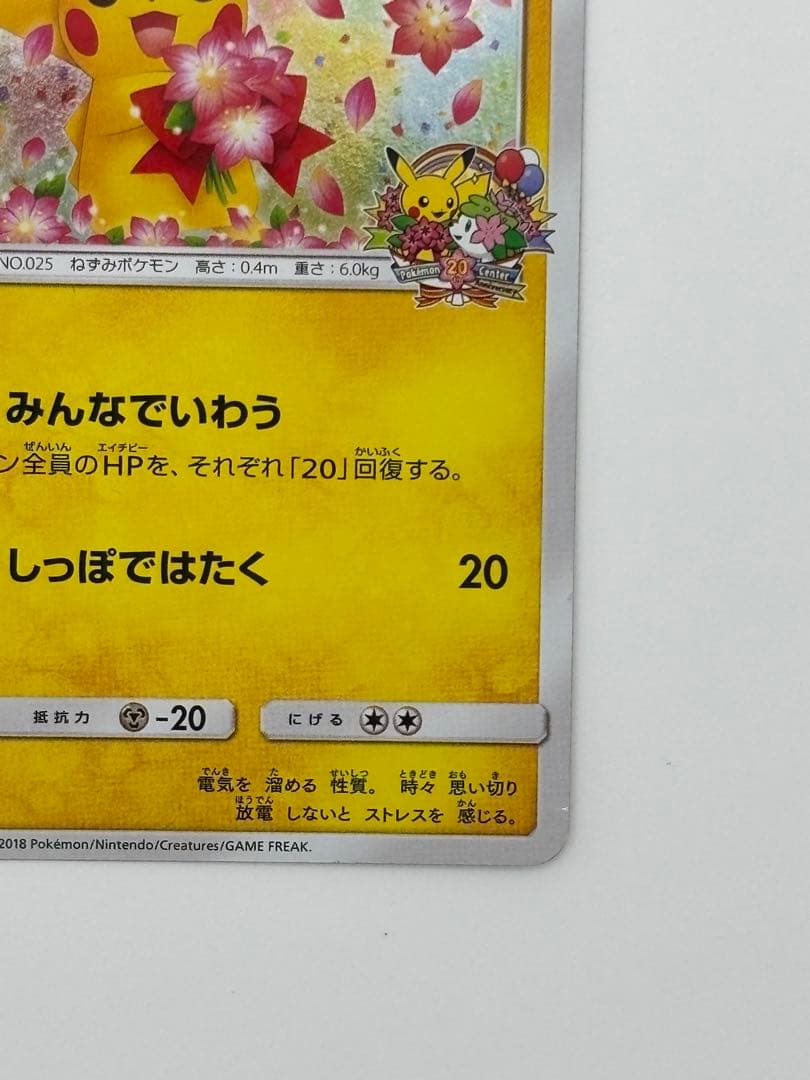 Pokémon 20th Center
Anniversary
NO.025 ねずみポケモン 高さ:0.4m 重さ:6.0kg
みんなでいわう
ぜんいん エイチピー かいふく
ン全員のHPを、それぞれ「20」回復する。
しっぽではたく 20
抵抗力 -20 にげる
でんき た せいしつ ときどき おも き
電気を 溜める 性質。 時々 思い切り
ほうでん かん
放電 しないと ストレスを 感じる。
2018 Pokémon/Nintendo/Creatures/GAME FREAK.